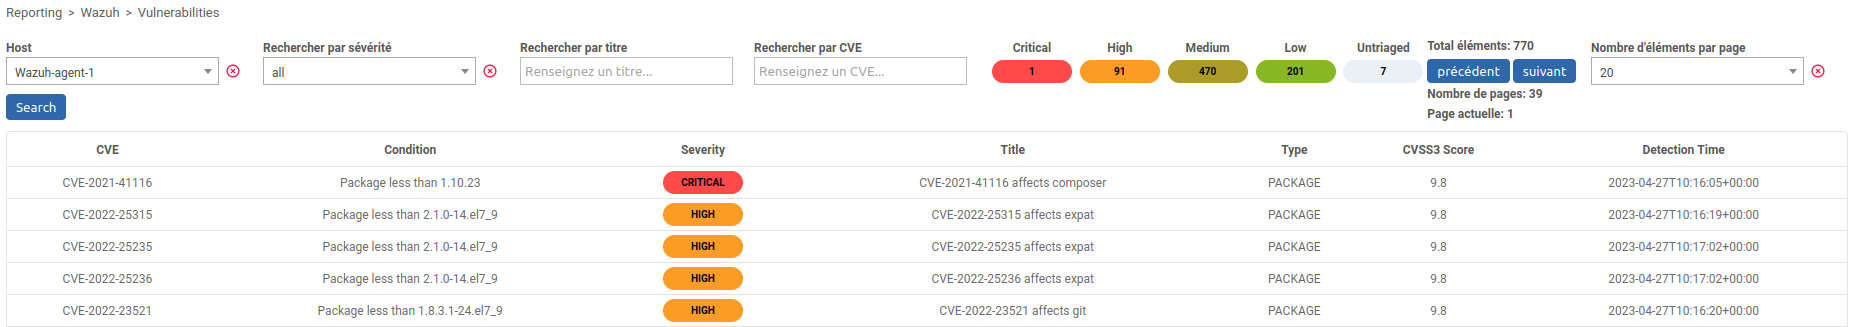 Reporting > Wazuh > Vulnerabilities
Host Rechercher par sévérité Rechercher par titre Rechercher par CVE Critical High Medium Low Untriaged Total éléments: 770 Nombre d'éléments par page
Wazuh-agent-1 all Renseignez un titre... Renseignez un CVE... 1 91 470 201 7 précédent suivant 20
Search Nombre de pages: 39
Page actuelle: 1
CVE Condition Severity Title Type CVSS3 Score Detection Time
CVE-2021-41116 Package less than 1.10.23 CRITICAL CVE-2021-41116 affects composer PACKAGE 9.8 2023-04-27T10:16:05+00:00
CVE-2022-25315 Package less than 2.1.0-14.el7_9 HIGH CVE-2022-25315 affects expat PACKAGE 9.8 2023-04-27T10:16:19+00:00
CVE-2022-25235 Package less than 2.1.0-14.el7_9 HIGH CVE-2022-25235 affects expat PACKAGE 9.8 2023-04-27T10:17:02+00:00
CVE-2022-25236 Package less than 2.1.0-14.el7_9 HIGH CVE-2022-25236 affects expat PACKAGE 9.8 2023-04-27T10:17:02+00:00
CVE-2022-23521 Package less than 1.8.3.1-24.el7_9 HIGH CVE-2022-23521 affects git PACKAGE 9.8 2023-04-27T10:16:20+00:00